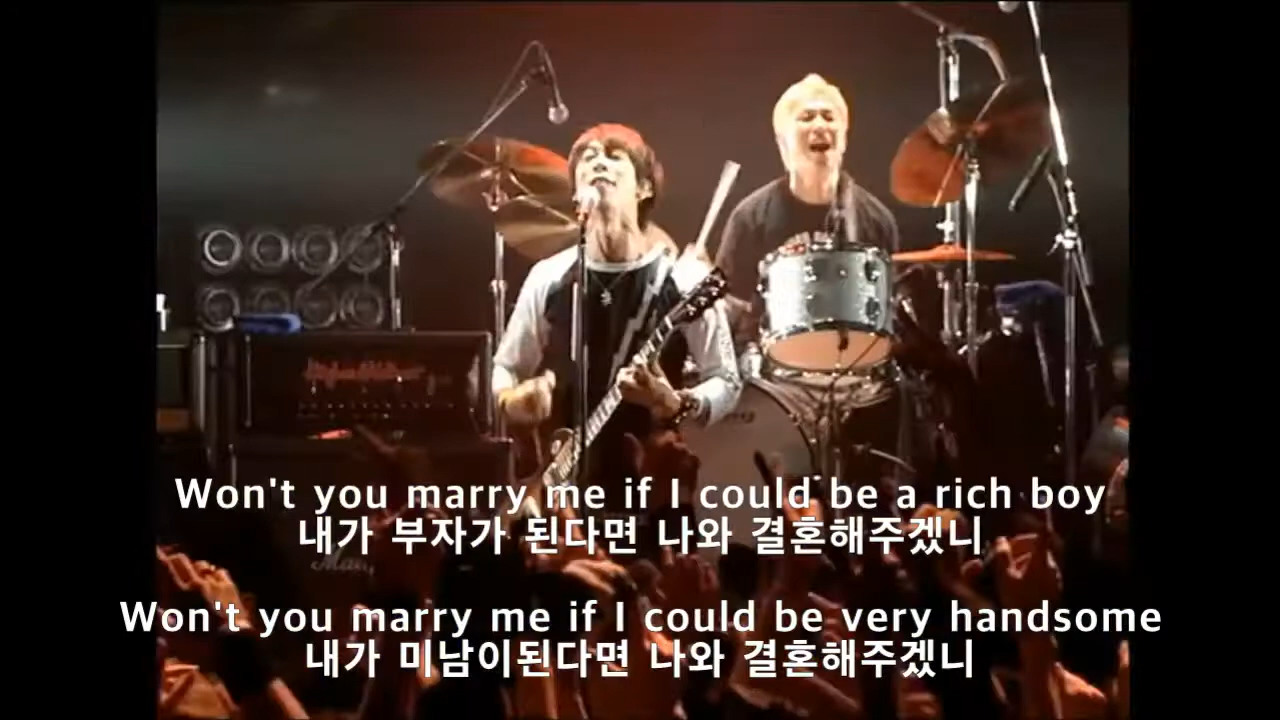 Won't you marry me if I could be a rich boy
내가 부자가 된다면 나와 결혼해주겠니
Won't you marry me if I could be very handsome
내가 미남이된다면 나와 결혼해주겠니